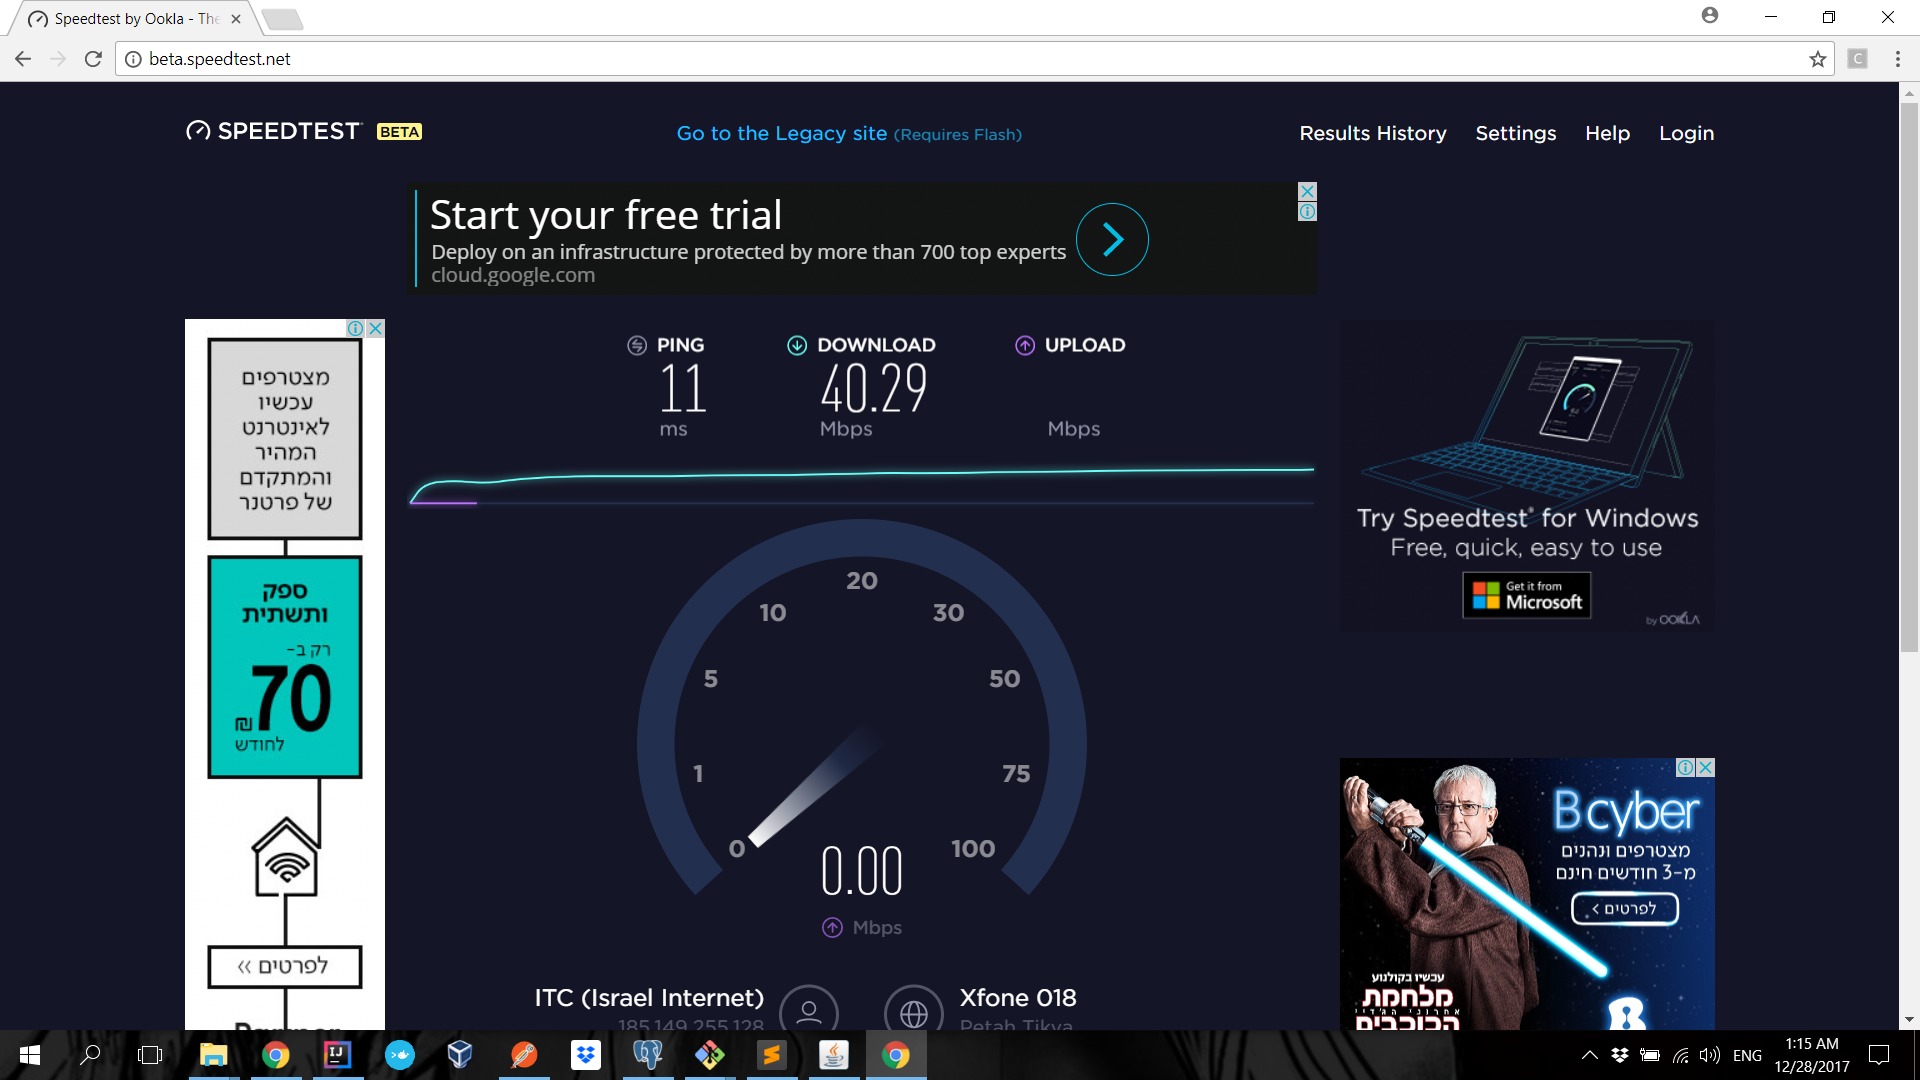 Speedtest by Ookla - The
beta.speedtest.net
SPEEDTEST BETA
Go to the Legacy site (Requires Flash)
Results History Settings Help Login
Start your free trial
Deploy on an infrastructure protected by more than 700 top experts
cloud.google.com
מצטרפים
עכשיו
לאינטרנט
המהיר
והמתקדם
של פרטנר
ספק
ותשתית
רק ב-
70 ₪
לחודש
לפרטים >>
PING
11
ms
DOWNLOAD
40.29
Mbps
UPLOAD
Mbps
0
1
5
10
20
30
50
75
100
0.00
Mbps
ITC (Israel Internet)
185.149.255.128
Xfone 018
Petah Tikva
Try Speedtest® for Windows
Free, quick, easy to use
Get it from
Microsoft
by OOKLA
Bcyber
מצטרפים ונהנים
מ-3 חודשים חינם
לפרטים >
עכשיו בקולנוע
מלחמת
אחרוני הג'דיי
הכוכבים
ENG
1:15 AM
12/28/2017